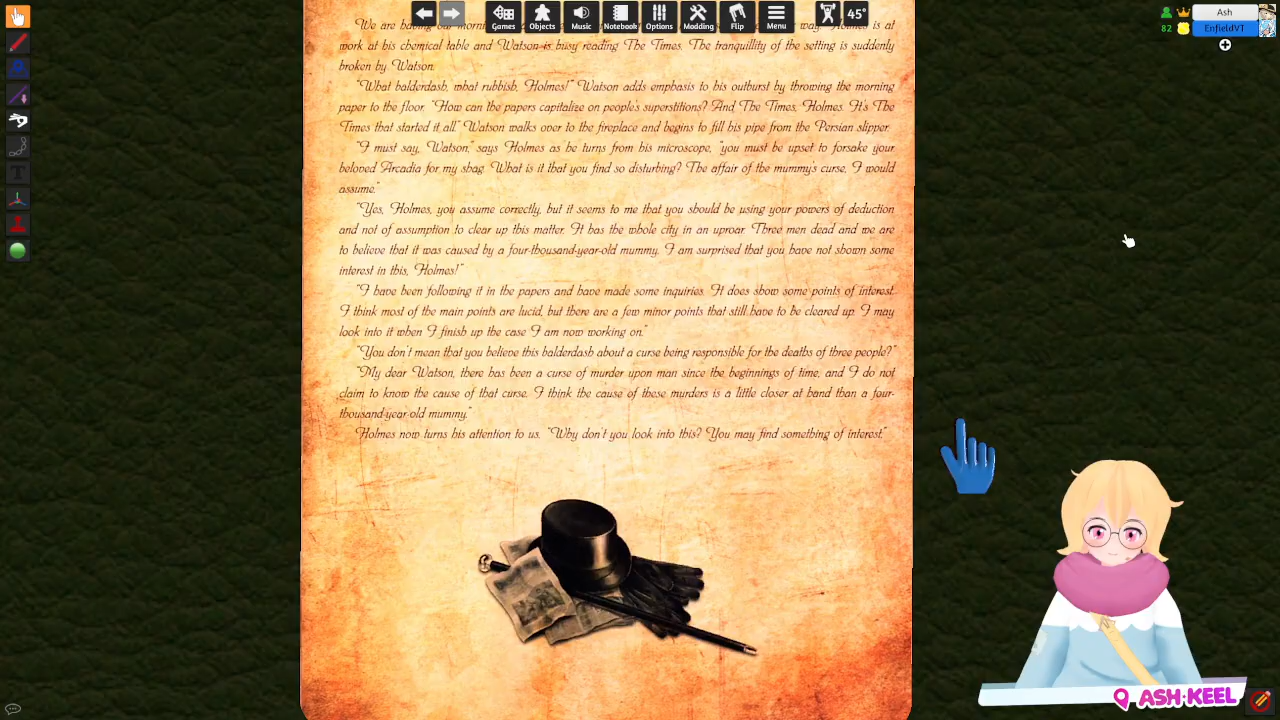 Games Objects Music Notebook Options Modding Flip Menu 45°
Ash
82 EnfieldVT
We are having our morning way. Holmes is at
work at his chemical table and Watson is busy reading The Times. The tranquillity of the setting is suddenly
broken by Watson.
"What balderdash, what rubbish, Holmes!" Watson adds emphasis to his outburst by throwing the morning
paper to the floor. "How can the papers capitalize on people's superstitions? And The Times, Holmes. It's The
Times that started it all." Watson walks over to the fireplace and begins to fill his pipe from the Persian slipper.
"I must say, Watson," says Holmes as he turns from his microscope, "you must be upset to forsake your
beloved Arcadia for my shag. What is it that you find so disturbing? The affair of the mummy's curse, I would
assume."
"Yes, Holmes, you assume correctly, but it seems to me that you should be using your powers of deduction
and not of assumption to clear up this matter. It has the whole city in an uproar. Three men dead and we are
to believe that it was caused by a four-thousand-year-old mummy. I am surprised that you have not shown some
interest in this, Holmes!"
"I have been following it in the papers and have made some inquiries. It does show some points of interest.
I think most of the main points are lucid, but there are a few minor points that still have to be cleared up. I may
look into it when I finish up the case I am now working on."
"You don't mean that you believe this balderdash about a curse being responsible for the deaths of three people?"
"My dear Watson, there has been a curse of murder upon man since the beginnings of time, and I do not
claim to know the cause of that curse. I think the cause of these murders is a little closer at hand than a four-
thousand-year-old mummy."
Holmes now turns his attention to us. "Why don't you look into this? You may find something of interest."
ASH KEEL